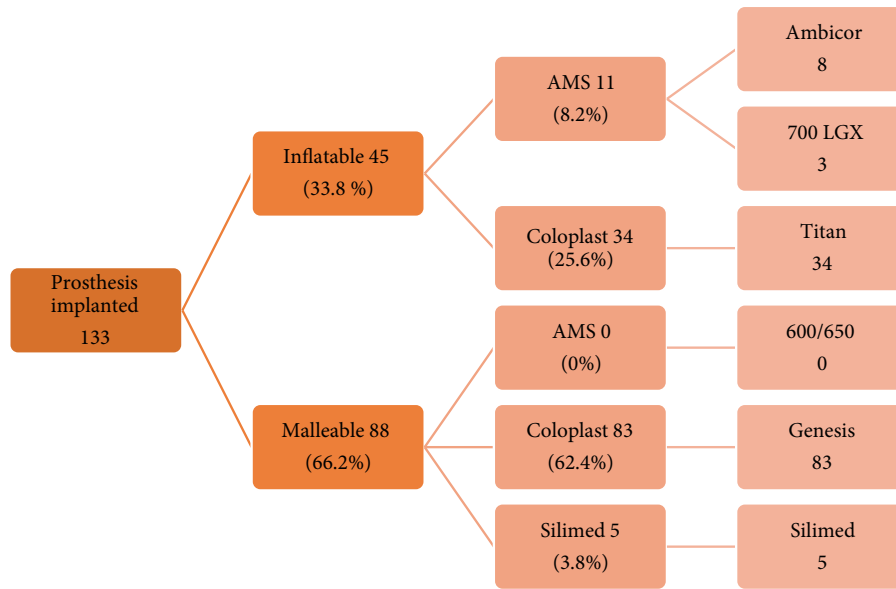 Prosthesis
implanted
133
Inflatable 45
(33.8 %)
Malleable 88
(66.2%)
AMS 11
(8.2%)
Coloplast 34
(25.6%)
AMS 0
(0%)
Coloplast 83
(62.4%)
Silimed 5
(3.8%)
Ambicor
8
700 LGX
3
Titan
34
600/650
0
Genesis
83
Silimed
5